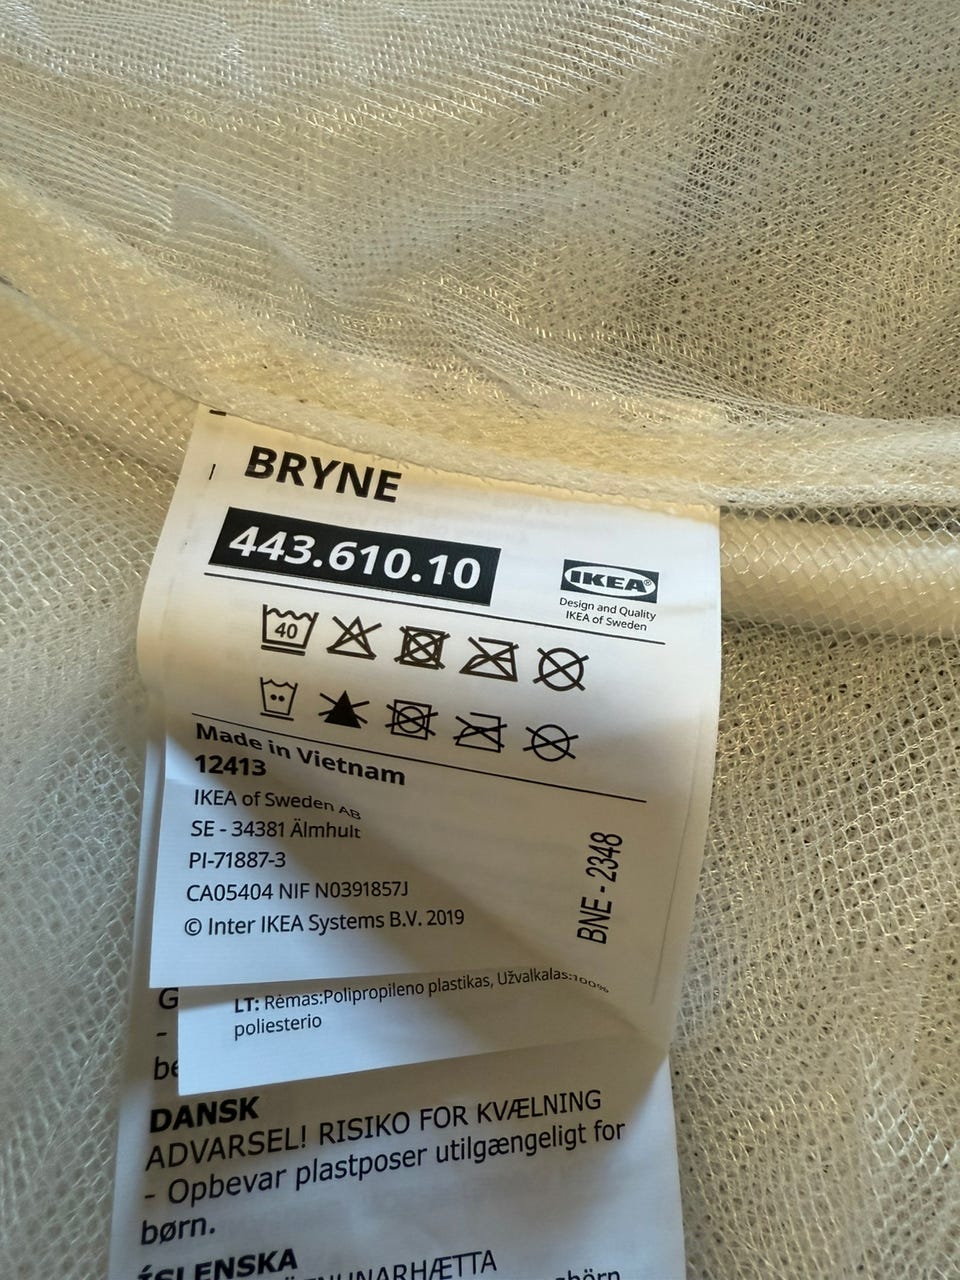 BRYNE
443.610.10
IKEA®
Design and Quality
IKEA of Sweden
40
Made in Vietnam
12413
IKEA of Sweden AB
SE - 34381 Älmhult
PI-71887-3
CA05404 NIF N0391857J
© Inter IKEA Systems B.V. 2019
BNE - 2348
G
-
be
LT: Rėmas:Polipropileno plastikas, Užvalkalas:100%
poliesterio
DANSK
ADVARSEL! RISIKO FOR KVÆLNING
- Opbevar plastposer utilgængeligt for
børn.
ÍSLENSKA